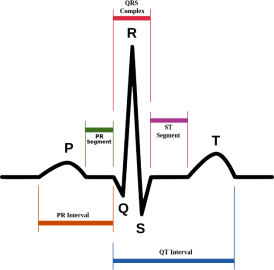 QRS
Complex
R
PR
Segment
ST
Segment
P
T
Q
S
PR Interval
QT Interval